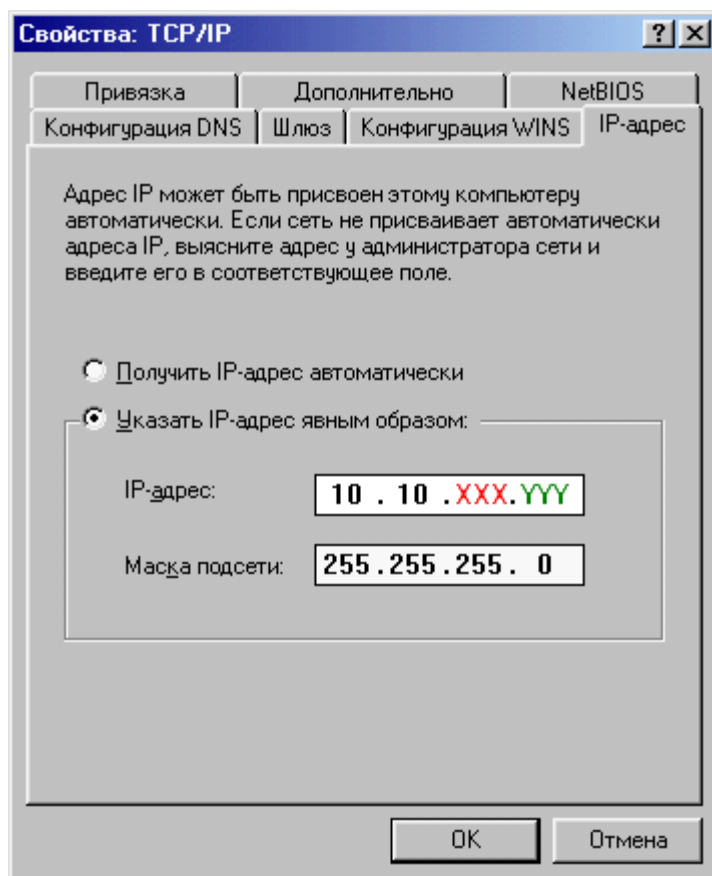 Свойства: TCP/IP
Привязка Дополнительно NetBIOS
Конфигурация DNS Шлюз Конфигурация WINS IP-адрес
Адрес IP может быть присвоен этому компьютеру
автоматически. Если сеть не присваивает автоматически
адреса IP, выясните адрес у администратора сети и
введите его в соответствующее поле.
Получить IP-адрес автоматически
Указать IP-адрес явным образом:
IP-адрес: 10 . 10 .XXX.YYY
Маска подсети: 255.255.255. 0
OK Отмена